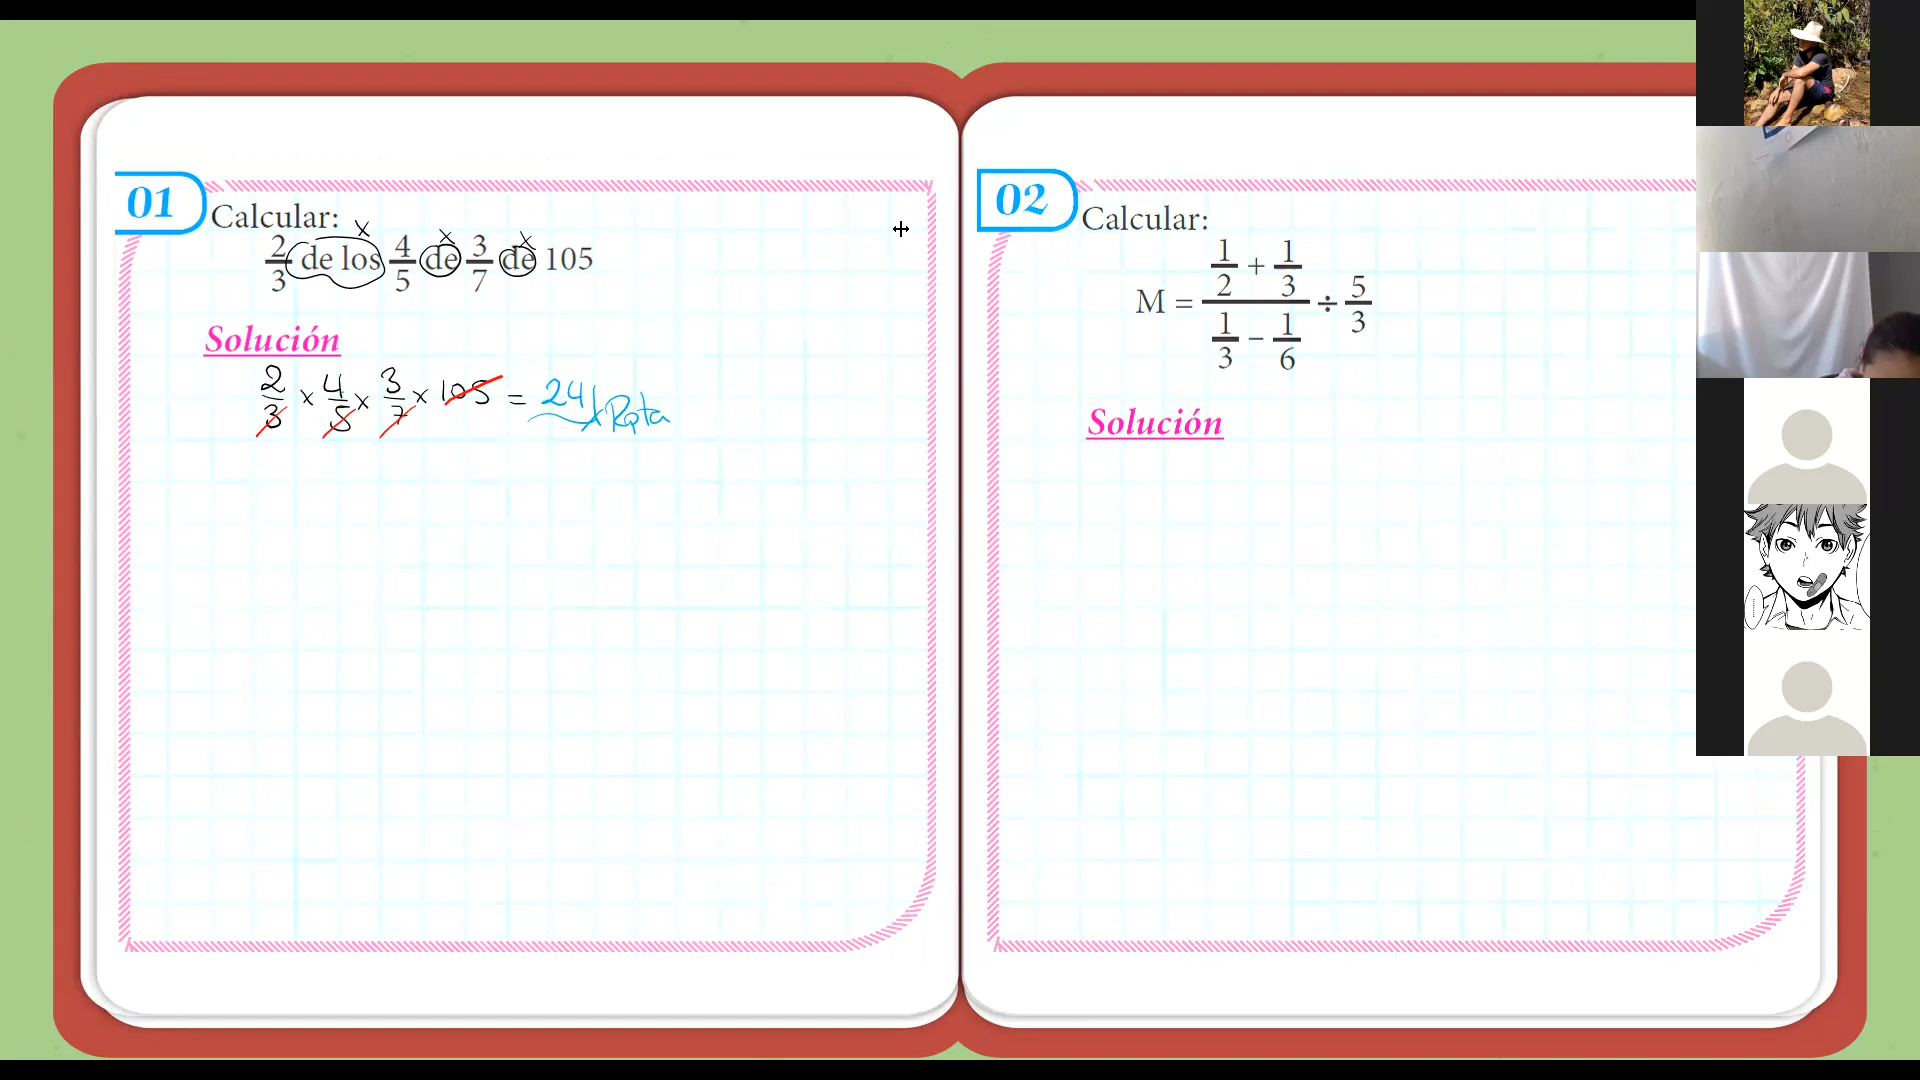 01
Calcular:
x x x
2/3 de los 4/5 de 3/7 de 105
Solución
2/3 x 4/5 x 3/7 x 105 = 24 Rpta
02
Calcular:
M = (1/2 + 1/3)/(1/3 − 1/6) ÷ 5/3
Solución